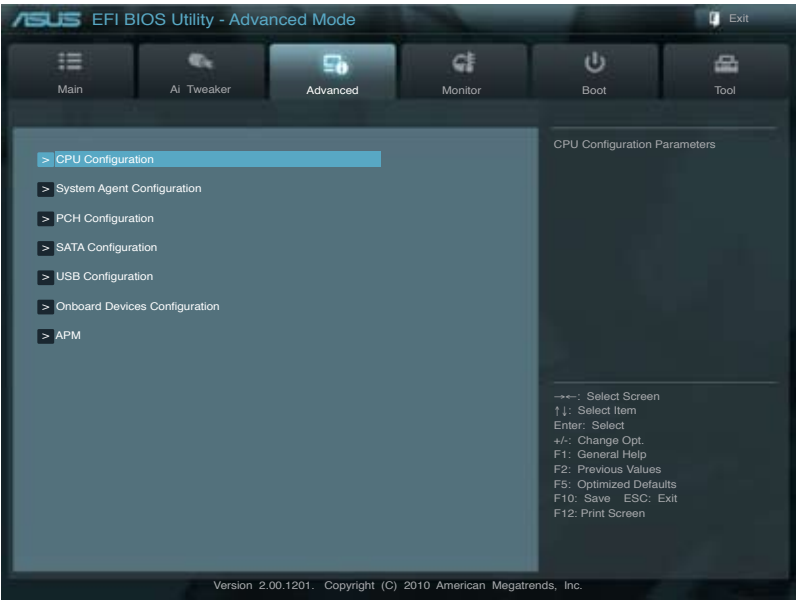 ASUS EFI BIOS Utility - Advanced Mode
Exit
Main
Ai Tweaker
Advanced
Monitor
Boot
Tool
> CPU Configuration
> System Agent Configuration
> PCH Configuration
> SATA Configuration
> USB Configuration
> Onboard Devices Configuration
> APM
CPU Configuration Parameters
→←: Select Screen
↑↓: Select Item
Enter: Select
+/-: Change Opt.
F1: General Help
F2: Previous Values
F5: Optimized Defaults
F10: Save ESC: Exit
F12: Print Screen
Version 2.00.1201. Copyright (C) 2010 American Megatrends, Inc.